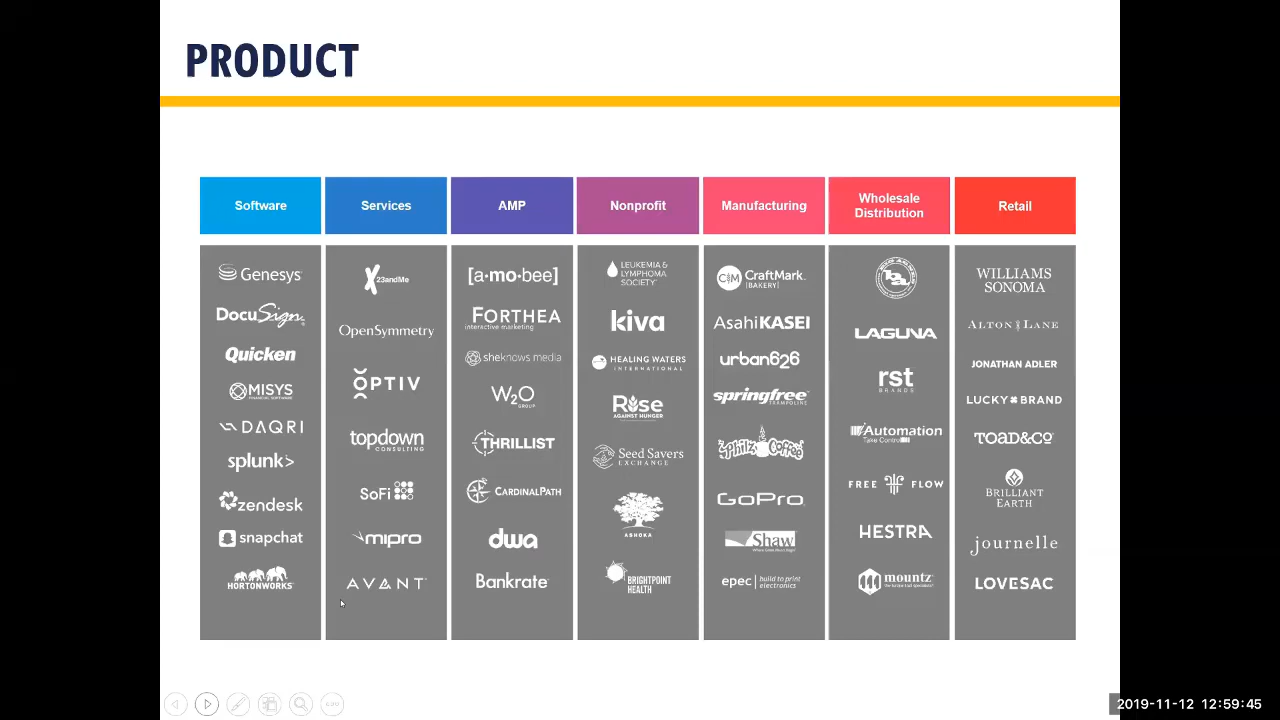 PRODUCT
Software
Services
AMP
Nonprofit
Manufacturing
Wholesale
Distribution
Retail
GENESYS
DocuSign
Quicken
MISYS
FINANCIAL SOFTWARE
DAQRI
splunk>
zendesk
snapchat
HORTONWORKS
23andMe
OpenSymmetry
OPTIV
topdown
CONSULTING
SoFi
mipro
AVANT
[a•mo•bee]
FORTHEA
interactive marketing
sheknows media
W2O
GROUP
THRILLIST
CARDINALPATH
dwa
Bankrate
LEUKEMIA &
LYMPHOMA
SOCIETY
kiva
HEALING WATERS
INTERNATIONAL
Rise
AGAINST HUNGER
Seed Savers
EXCHANGE
ASHOKA
BRIGHTPOINT
HEALTH
C M CraftMark
[BAKERY]
AsahiKASEI
urban626
springfree
TRAMPOLINE
Philz Coffee
GoPro
Shaw
epec | build to print
electronics
LAGUNA
rst
BRANDS
Automation
Take Control
FREE FLOW
HESTRA
mountz
WILLIAMS
SONOMA
ALTON LANE
JONATHAN ADLER
LUCKY BRAND
TOAD&CO
BRILLIANT
EARTH
journelle
LOVESAC
2019-11-12 12:59:45